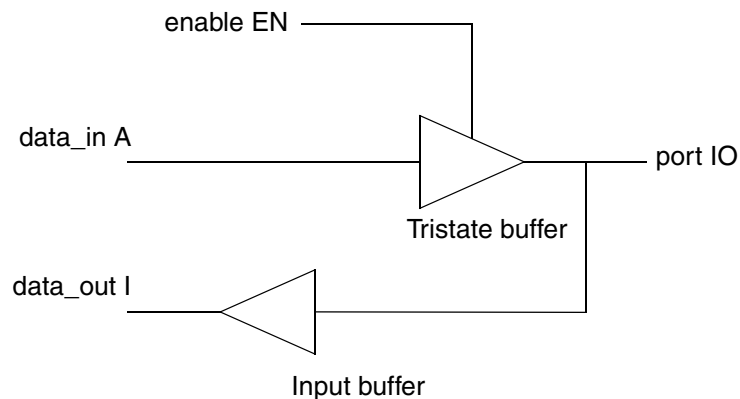 enable EN
data_in A
port IO
Tristate buffer
data_out I
Input buffer